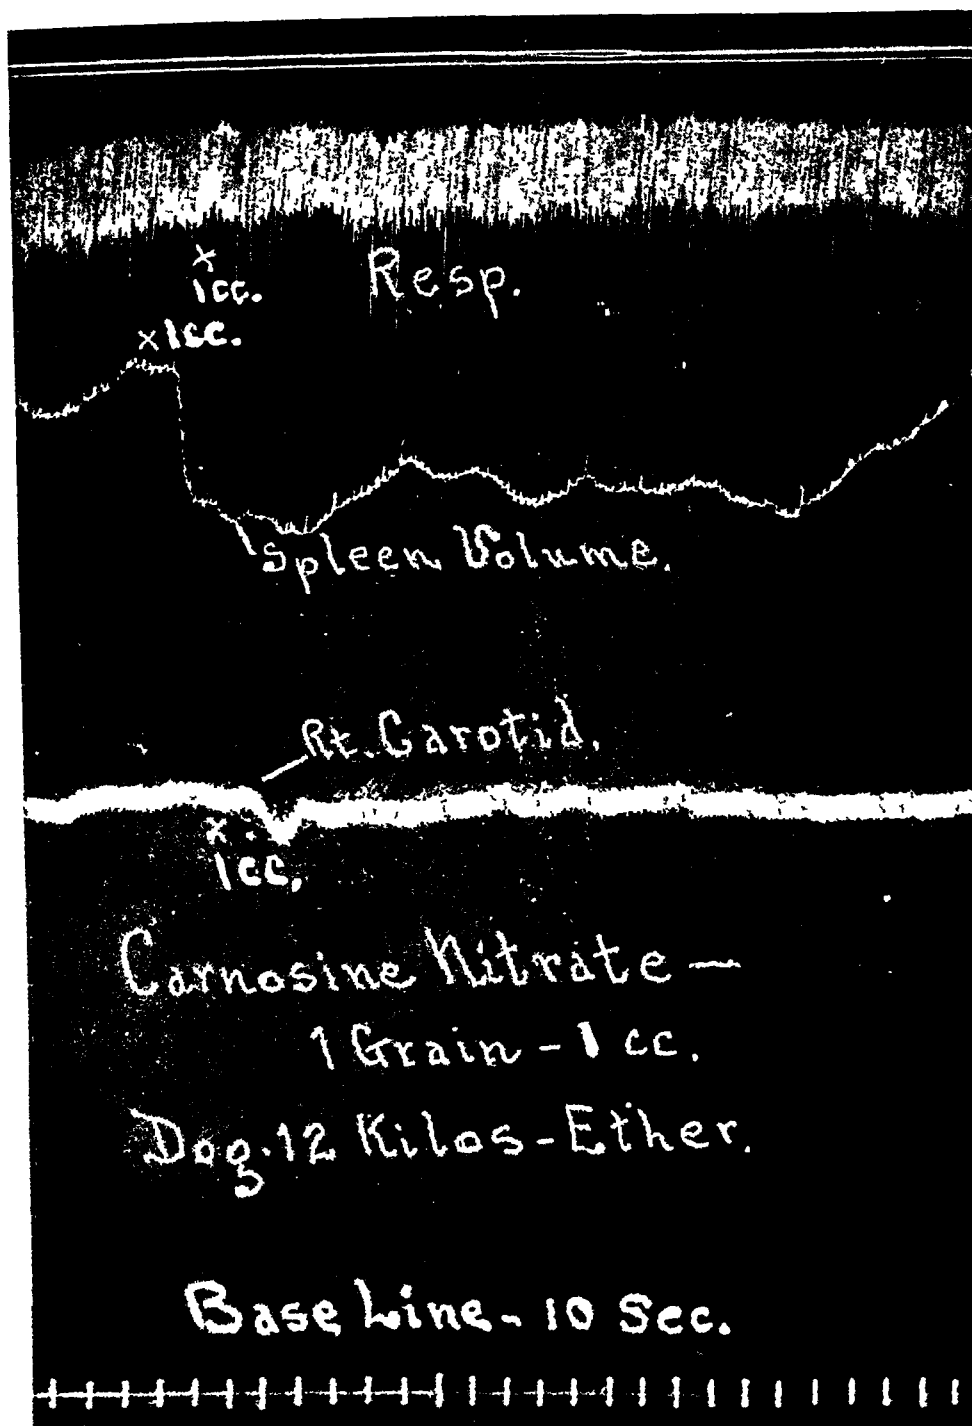 x
1cc.
Resp.
x 1cc.
Spleen Volume.
Rt. Carotid.
x
1cc.
Carnosine Nitrate —
1 Grain - 1 cc.
Dog. 12 Kilos - Ether.
Base Line - 10 Sec.